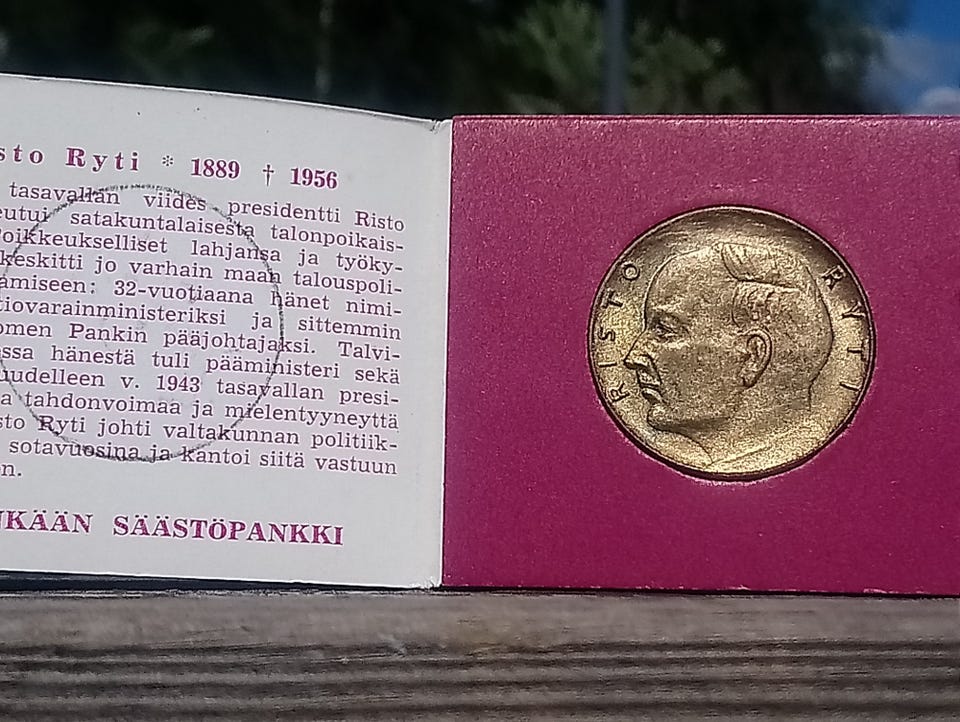 sto Ryti * 1889 † 1956
tasavallan viides presidentti Risto
eutui satakuntalaisesta talonpoikais-
Poikkeukselliset lahjansa ja työky-
keskitti jo varhain maan talouspoli-
amiseen: 32-vuotiaana hänet nimi-
tiovarainministeriksi ja sittemmin
omen Pankin pääjohtajaksi. Talvi-
ssa hänestä tuli pääministeri sekä
uudelleen v. 1943 tasavallan presi-
a tahdonvoimaa ja mielentyyneyttä
sto Ryti johti valtakunnan politiik-
sotavuosina ja kantoi siitä vastuun
n.
NKÄÄN SÄÄSTÖPANKKI
RISTO RYTI